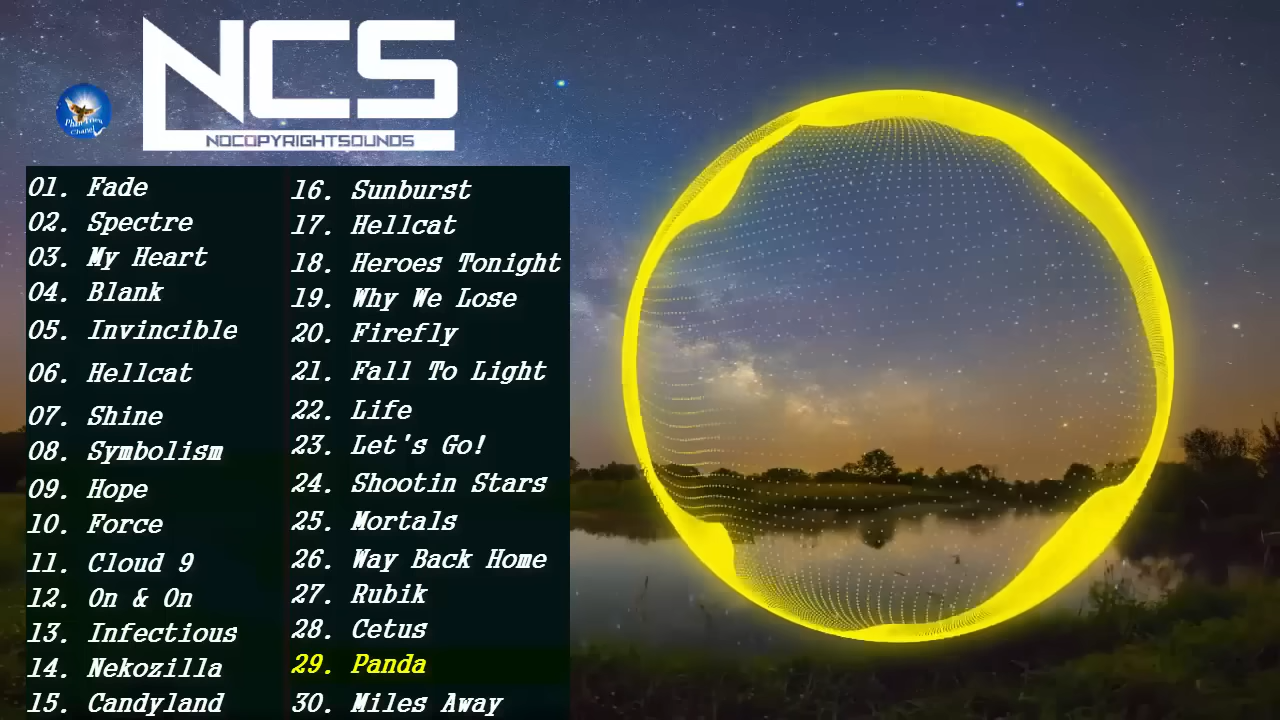 NCS
NOCOPYRIGHTSOUNDS
Chanel
01. Fade
02. Spectre
03. My Heart
04. Blank
05. Invincible
06. Hellcat
07. Shine
08. Symbolism
09. Hope
10. Force
11. Cloud 9
12. On & On
13. Infectious
14. Nekozilla
15. Candyland
16. Sunburst
17. Hellcat
18. Heroes Tonight
19. Why We Lose
20. Firefly
21. Fall To Light
22. Life
23. Let's Go!
24. Shootin Stars
25. Mortals
26. Way Back Home
27. Rubik
28. Cetus
29. Panda
30. Miles Away